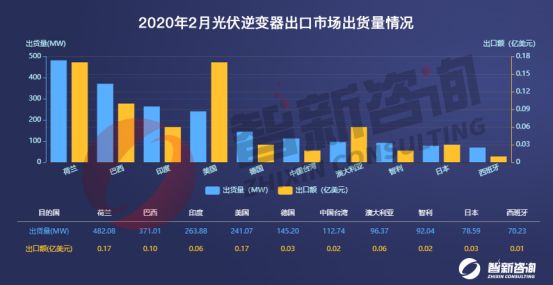 2020年2月光伏逆变器出口市场出货量情况
出货量(MW) 出口额(亿美元)
500 0.18
400 0.15
300 0.12
0.09
200 0.06
100 0.03
0 0
荷兰 巴西 印度 美国 德国 中国台湾 澳大利亚 智利 日本 西班牙
智新咨询
ZHIXIN CONSULTING
出货量（MW） 出口额(亿美元)
目的国 荷兰 巴西 印度 美国 德国 中国台湾 澳大利亚 智利 日本 西班牙
出货量(MW) 482.08 371.01 263.88 241.07 145.20 112.74 96.37 92.04 78.59 70.23
出口额(亿美元) 0.17 0.10 0.06 0.17 0.03 0.02 0.06 0.02 0.03 0.01
智新咨询
ZHIXIN CONSULTING